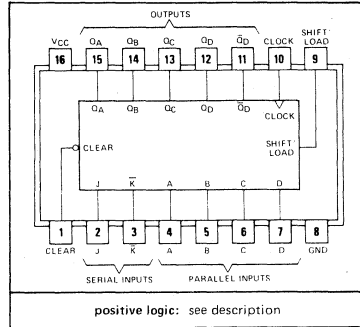 OUTPUTS
VCC QA QB QC QD Q̅D CLOCK SHIFT/ LOAD
16 15 14 13 12 11 10 9
QA QB QC QD Q̅D
CLOCK
CLEAR
SHIFT/ LOAD
J K̅ A B C D
1 2 3 4 5 6 7 8
CLEAR J K̅ A B C D GND
SERIAL INPUTS PARALLEL INPUTS
positive logic: see description